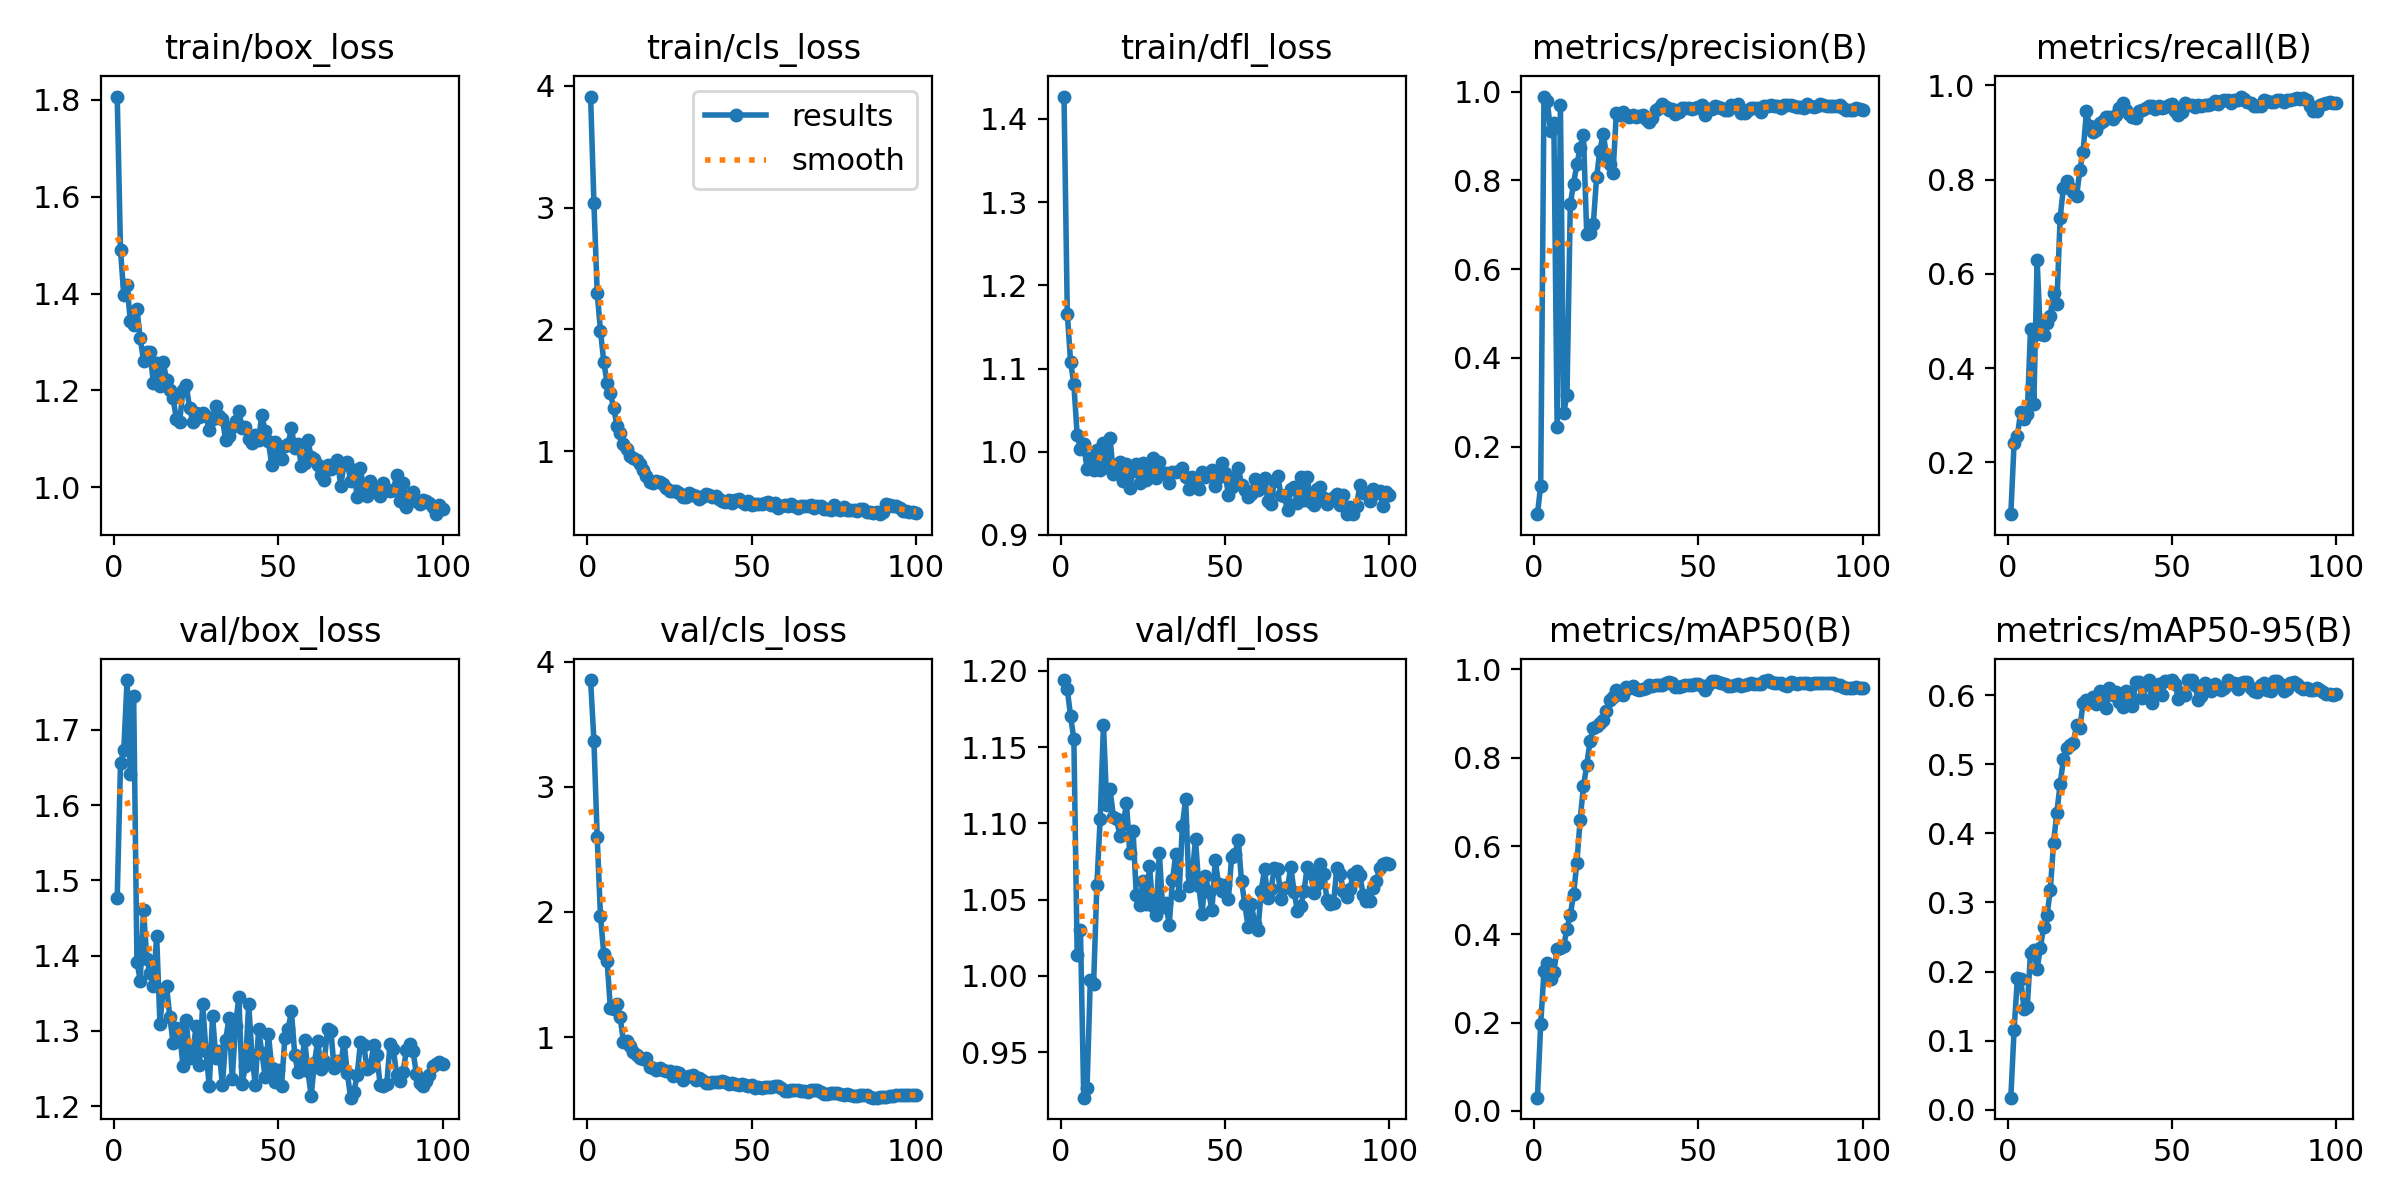 train/box_loss
1.8
1.6
1.4
1.2
1.0
0 50 100
train/cls_loss
results
smooth
4
3
2
1
0 50 100
train/dfl_loss
1.4
1.3
1.2
1.1
1.0
0.9
0 50 100
metrics/precision(B)
1.0
0.8
0.6
0.4
0.2
0 50 100
metrics/recall(B)
1.0
0.8
0.6
0.4
0.2
0 50 100
val/box_loss
1.7
1.6
1.5
1.4
1.3
1.2
0 50 100
val/cls_loss
4
3
2
1
0 50 100
val/dfl_loss
1.20
1.15
1.10
1.05
1.00
0.95
0 50 100
metrics/mAP50(B)
1.0
0.8
0.6
0.4
0.2
0.0
0 50 100
metrics/mAP50-95(B)
0.6
0.5
0.4
0.3
0.2
0.1
0.0
0 50 100